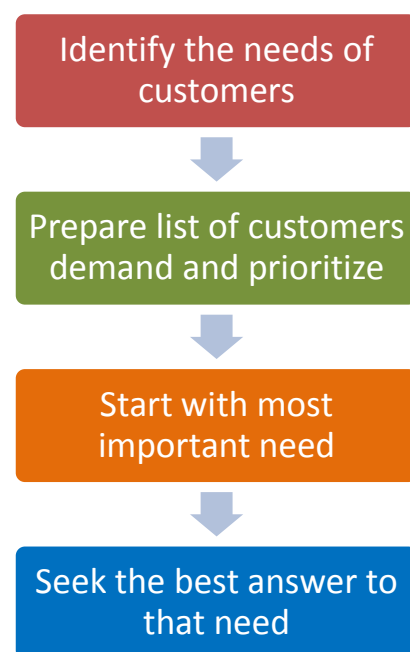 Identify the needs of
customers
Prepare list of customers
demand and prioritize
Start with most
important need
Seek the best answer to
that need